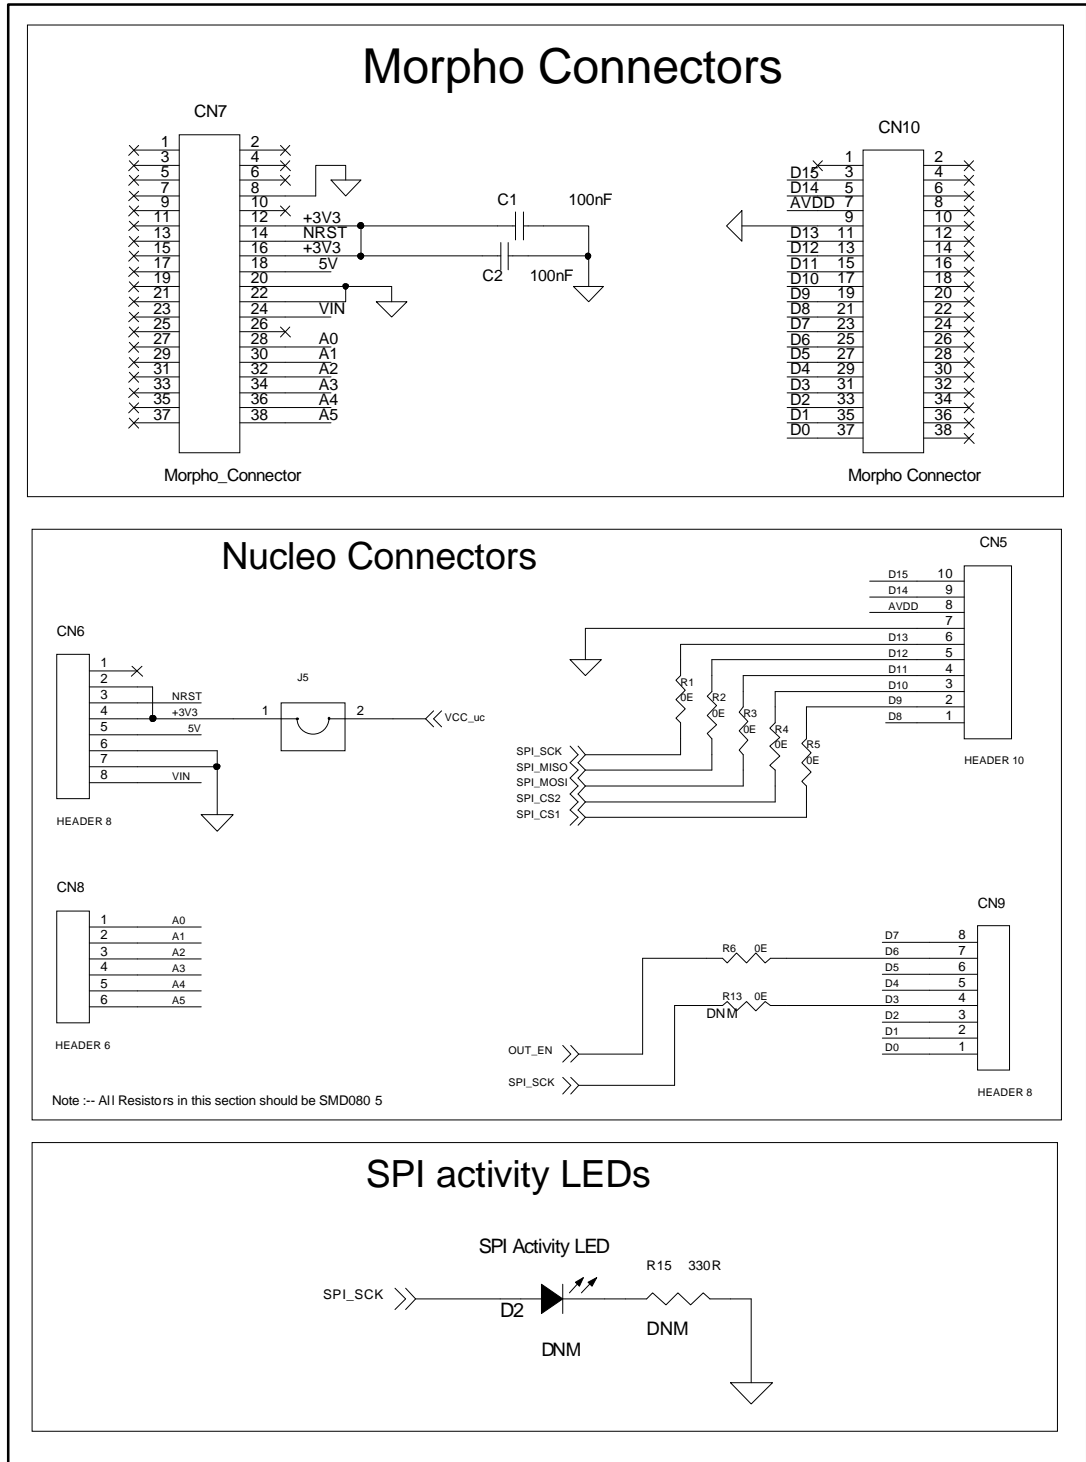 Morpho Connectors
CN7
CN10
1 2
3 4
5 6
7 8
9 10
11 12 +3V3
13 14 NRST
15 16 +3V3
17 18 5V
19 20
21 22
23 24 VIN
25 26
27 28 A0
29 30 A1
31 32 A2
33 34 A3
35 36 A4
37 38 A5
Morpho_Connector
C1 100nF
C2 100nF
1 2
D15 3 4
D14 5 6
AVDD 7 8
9 10
D13 11 12
D12 13 14
D11 15 16
D10 17 18
D9 19 20
D8 21 22
D7 23 24
D6 25 26
D5 27 28
D4 29 30
D3 31 32
D2 33 34
D1 35 36
D0 37 38
Morpho Connector
Nucleo Connectors
CN6
1
2
3 NRST
4 +3V3
5 5V
6
7
8 VIN
HEADER 8
J5
1 2
VCC_uc
CN5
D15 10
D14 9
AVDD 8
7
D13 6
D12 5
D11 4
D10 3
D9 2
D8 1
HEADER 10
R1 0E
R2 0E
R3 0E
R4 0E
R5 0E
SPI_SCK
SPI_MISO
SPI_MOSI
SPI_CS2
SPI_CS1
CN8
1 A0
2 A1
3 A2
4 A3
5 A4
6 A5
HEADER 6
CN9
D7 8
D6 7
D5 6
D4 5
D3 4
D2 3
D1 2
D0 1
HEADER 8
R6 0E
R13 0E
DNM
OUT_EN
SPI_SCK
Note :-- All Resistors in this section should be SMD080 5
SPI activity LEDs
SPI Activity LED
SPI_SCK
D2
DNM
R15 330R
DNM